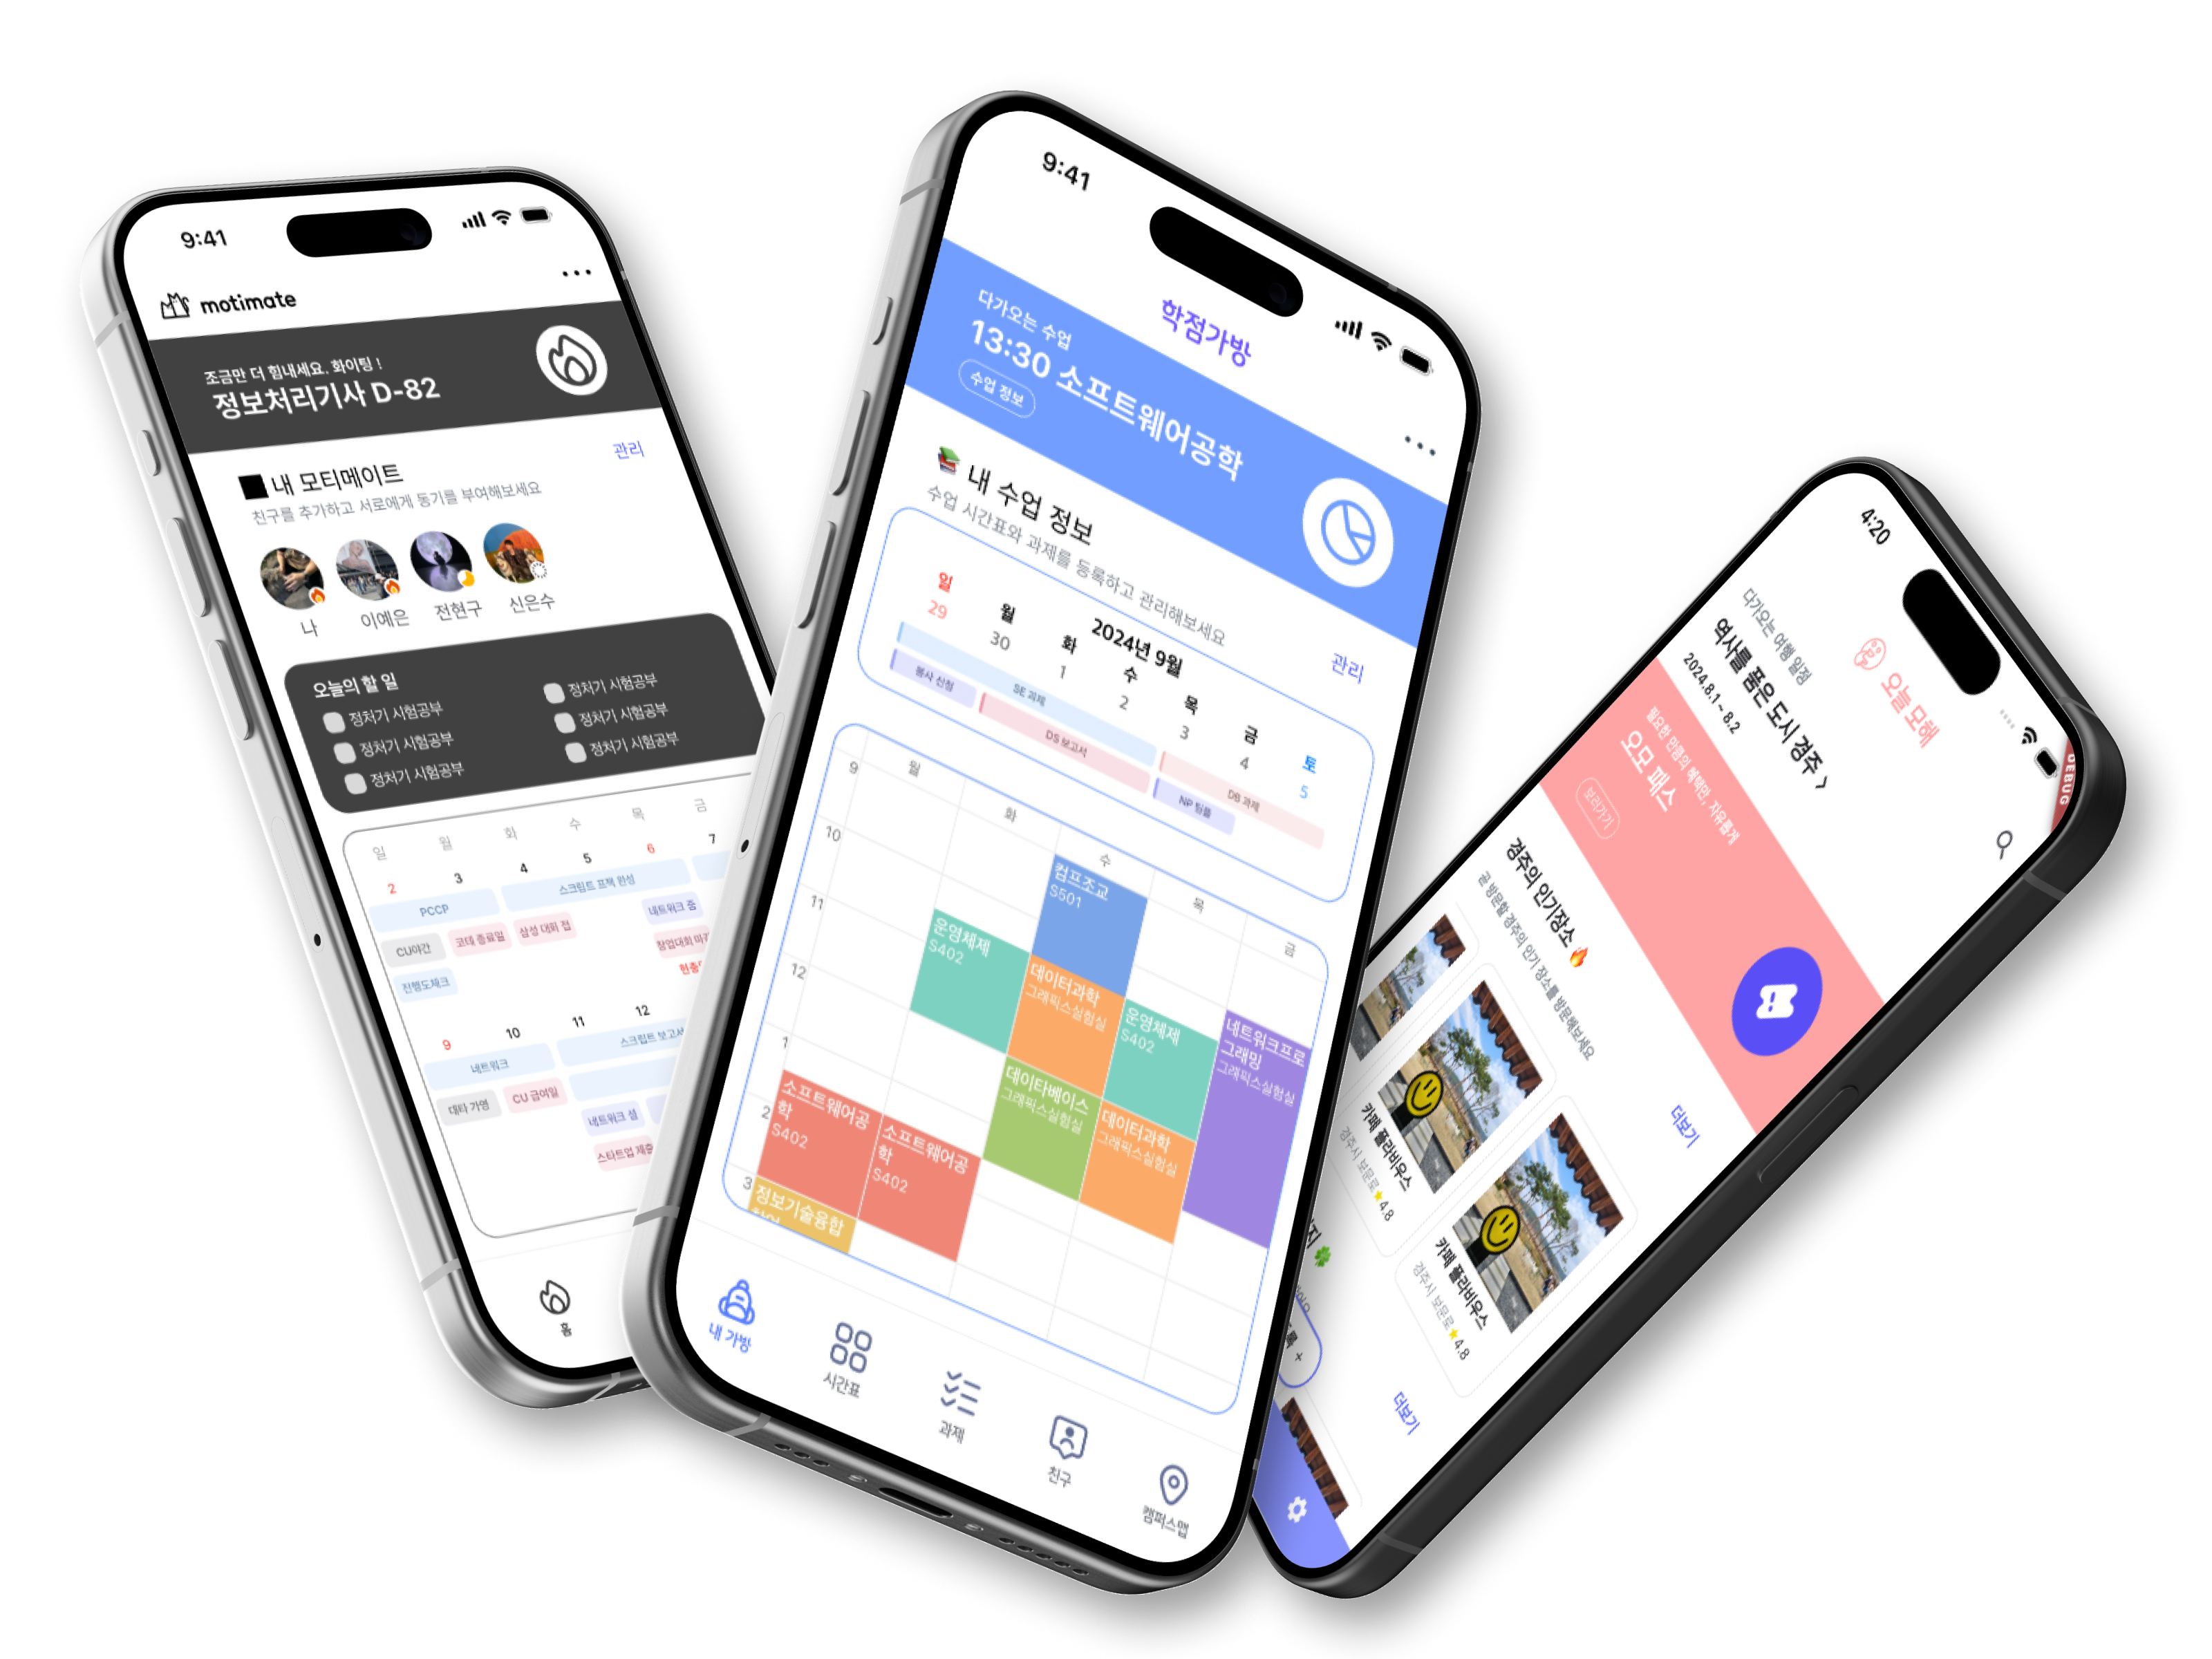 9:41
motimate
조금만 더 힘내세요. 화이팅 !
정보처리기사 D-82
내 모티메이트
관리
친구를 추가하고 서로에게 동기를 부여해보세요
나
이예은
전현구
신은수
오늘의 할 일
정처기 시험공부
정처기 시험공부
정처기 시험공부
정처기 시험공부
정처기 시험공부
정처기 시험공부
일 월 화 수 목 금
2 3 4 5 6 7
PCCP
스크립트 프젝 완성
CU야간
코테 종료일
삼성 대회 접
네트워크 중
창업대회 마감
진행도체크
9 10 11 12
네트워크
스크립트 보고서
대타 가영
CU 급여일
네트워크 설
스타트업 제출
홈
9:41
학점가방
다가오는 수업
13:30 소프트웨어공학
수업 정보
내 수업 정보
수업 시간표와 과제를 등록하고 관리해보세요
관리
2024년 9월
일 월 화 수 목 금 토
29 30 1 2 3 4 5
SE 과제
봉사 신청
DS 보고서
DB 과제
NP 팀플
월 화 수 목 금
9
10
11
12
1
2
3
컴프조교
S501
운영체제
S402
데이터과학
그래픽스실험실
운영체제
S402
네트워크프로
그래밍
그래픽스실험실
데이타베이스
그래픽스실험실
데이터과학
그래픽스실험실
소프트웨어공
학
S402
소프트웨어공
학
S402
정보기술융합
내 가방
시간표
과제
친구
캠퍼스맵
4:20
DEBUG
오늘 모해
다가오는 여행 일정
역사를 품은 도시 경주 >
2024.8.1 ~ 8.2
필요한 만큼의 혜택만, 자유롭게
오모 패스
보러가기
경주의 인기장소
곧 방문할 경주의 인기 장소를 방문해보세요
더보기
카페 플라비우스
경주시 보문로
4.8
카페 플라비우스
경주시 보문로
4.8
더보기